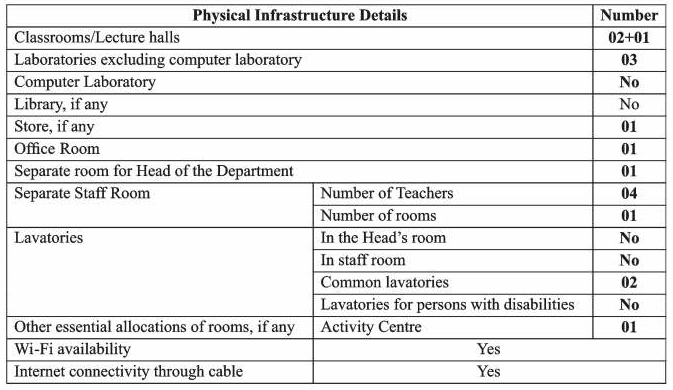 Physical Infrastructure Details Number
Classrooms/Lecture halls 02+01
Laboratories excluding computer laboratory 03
Computer Laboratory No
Library, if any No
Store, if any 01
Office Room 01
Separate room for Head of the Department 01
Separate Staff Room Number of Teachers 04
Number of rooms 01
Lavatories In the Head's room No
In staff room No
Common lavatories 02
Lavatories for persons with disabilities No
Other essential allocations of rooms, if any Activity Centre 01
Wi-Fi availability Yes
Internet connectivity through cable Yes